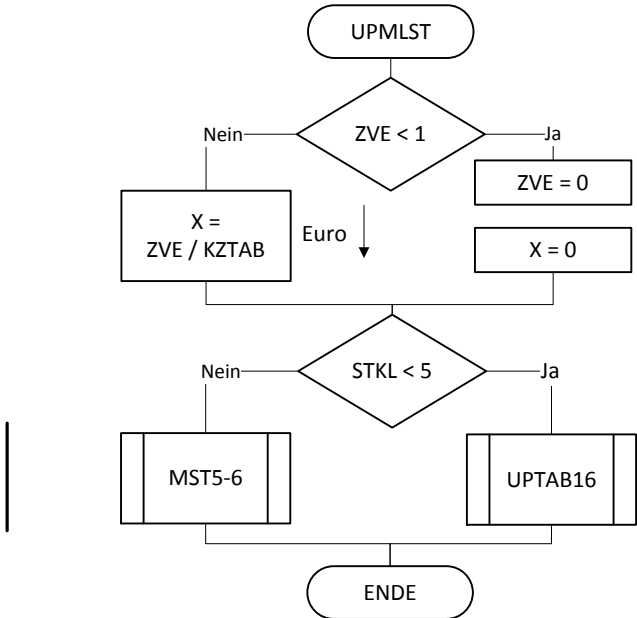 UPMLST
ZVE < 1
Nein
Ja
ZVE = 0
X =
ZVE / KZTAB
Euro
X = 0
STKL < 5
Nein
Ja
MST5-6
UPTAB16
ENDE